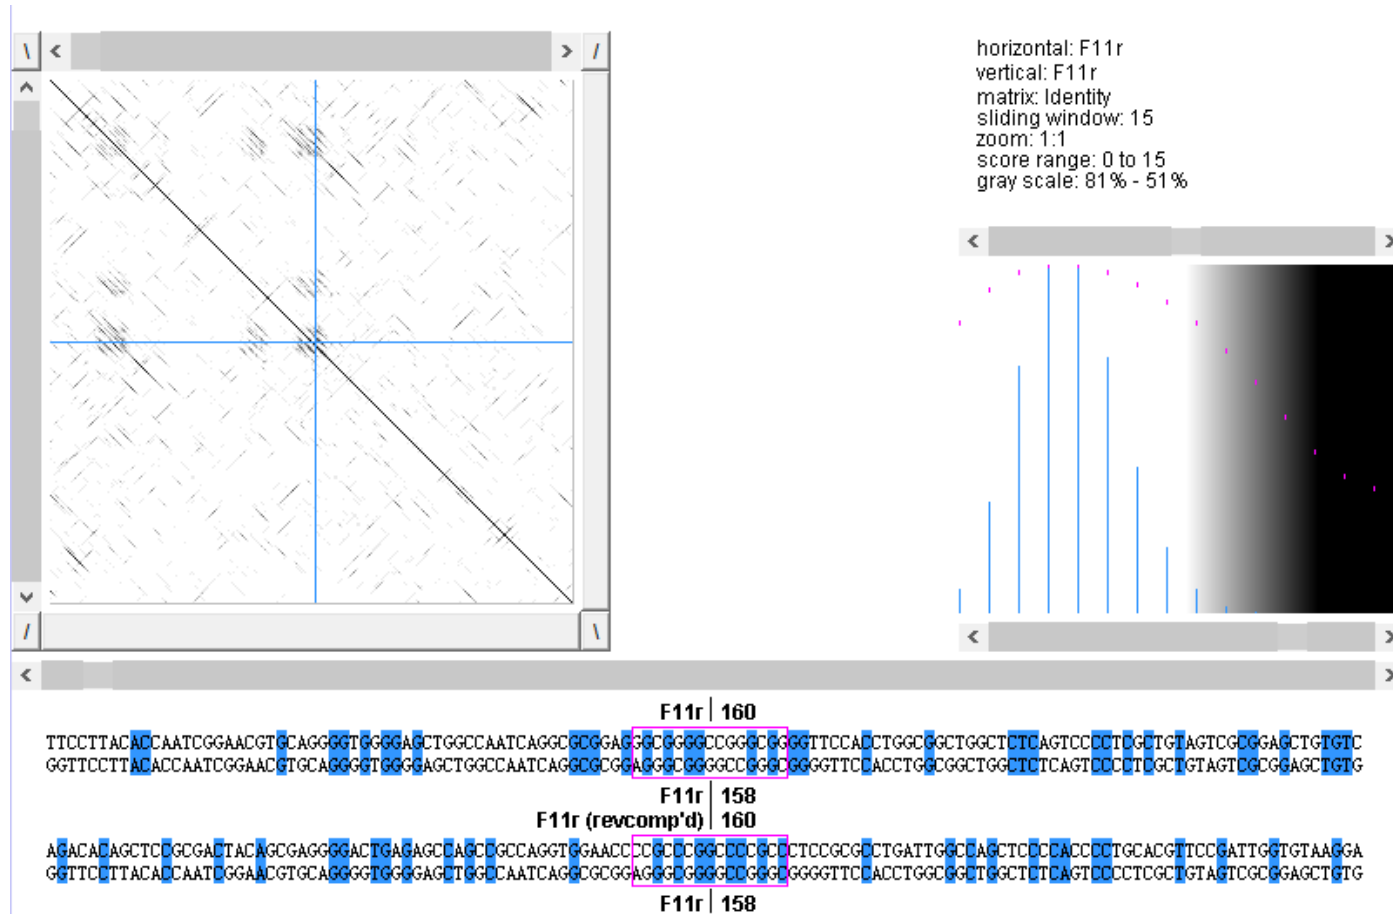 \ < > /
horizontal: F11r
vertical: F11r
matrix: Identity
sliding window: 15
zoom: 1:1
score range: 0 to 15
gray scale: 81% - 51%
/ \
F11r | 160
TTCCTTACACCAATCGGAACGTGCAGGGGTGGGGAGCTGGCCAATCAGGCGCGGAGGGCGGGGCCGGGCGGGGTTCCACCTGGCGGCTGGCTCTCAGTCCCCTCGCTGTAGTCGCGGAGCTGTGTC
GGTTCCTTACACCAATCGGAACGTGCAGGGGTGGGGAGCTGGCCAATCAGGCGCGGAGGGCGGGGCCGGGCGGGGTTCCACCTGGCGGCTGGCTCTCAGTCCCCTCGCTGTAGTCGCGGAGCTGTG
F11r | 158
F11r (revcomp'd) | 160
AGACACAGCTCCGCGACTACAGCGAGGGGACTGAGAGCCAGCCGCCAGGTGGAACCCCGCCCGGCCCCGCCCTCCGCGCCTGATTGGCCAGCTCCCCACCCCTGCACGTTCCGATTGGTGTAAGGA
GGTTCCTTACACCAATCGGAACGTGCAGGGGTGGGGAGCTGGCCAATCAGGCGCGGAGGGCGGGGCCGGGCGGGGTTCCACCTGGCGGCTGGCTCTCAGTCCCCTCGCTGTAGTCGCGGAGCTGTG
F11r | 158